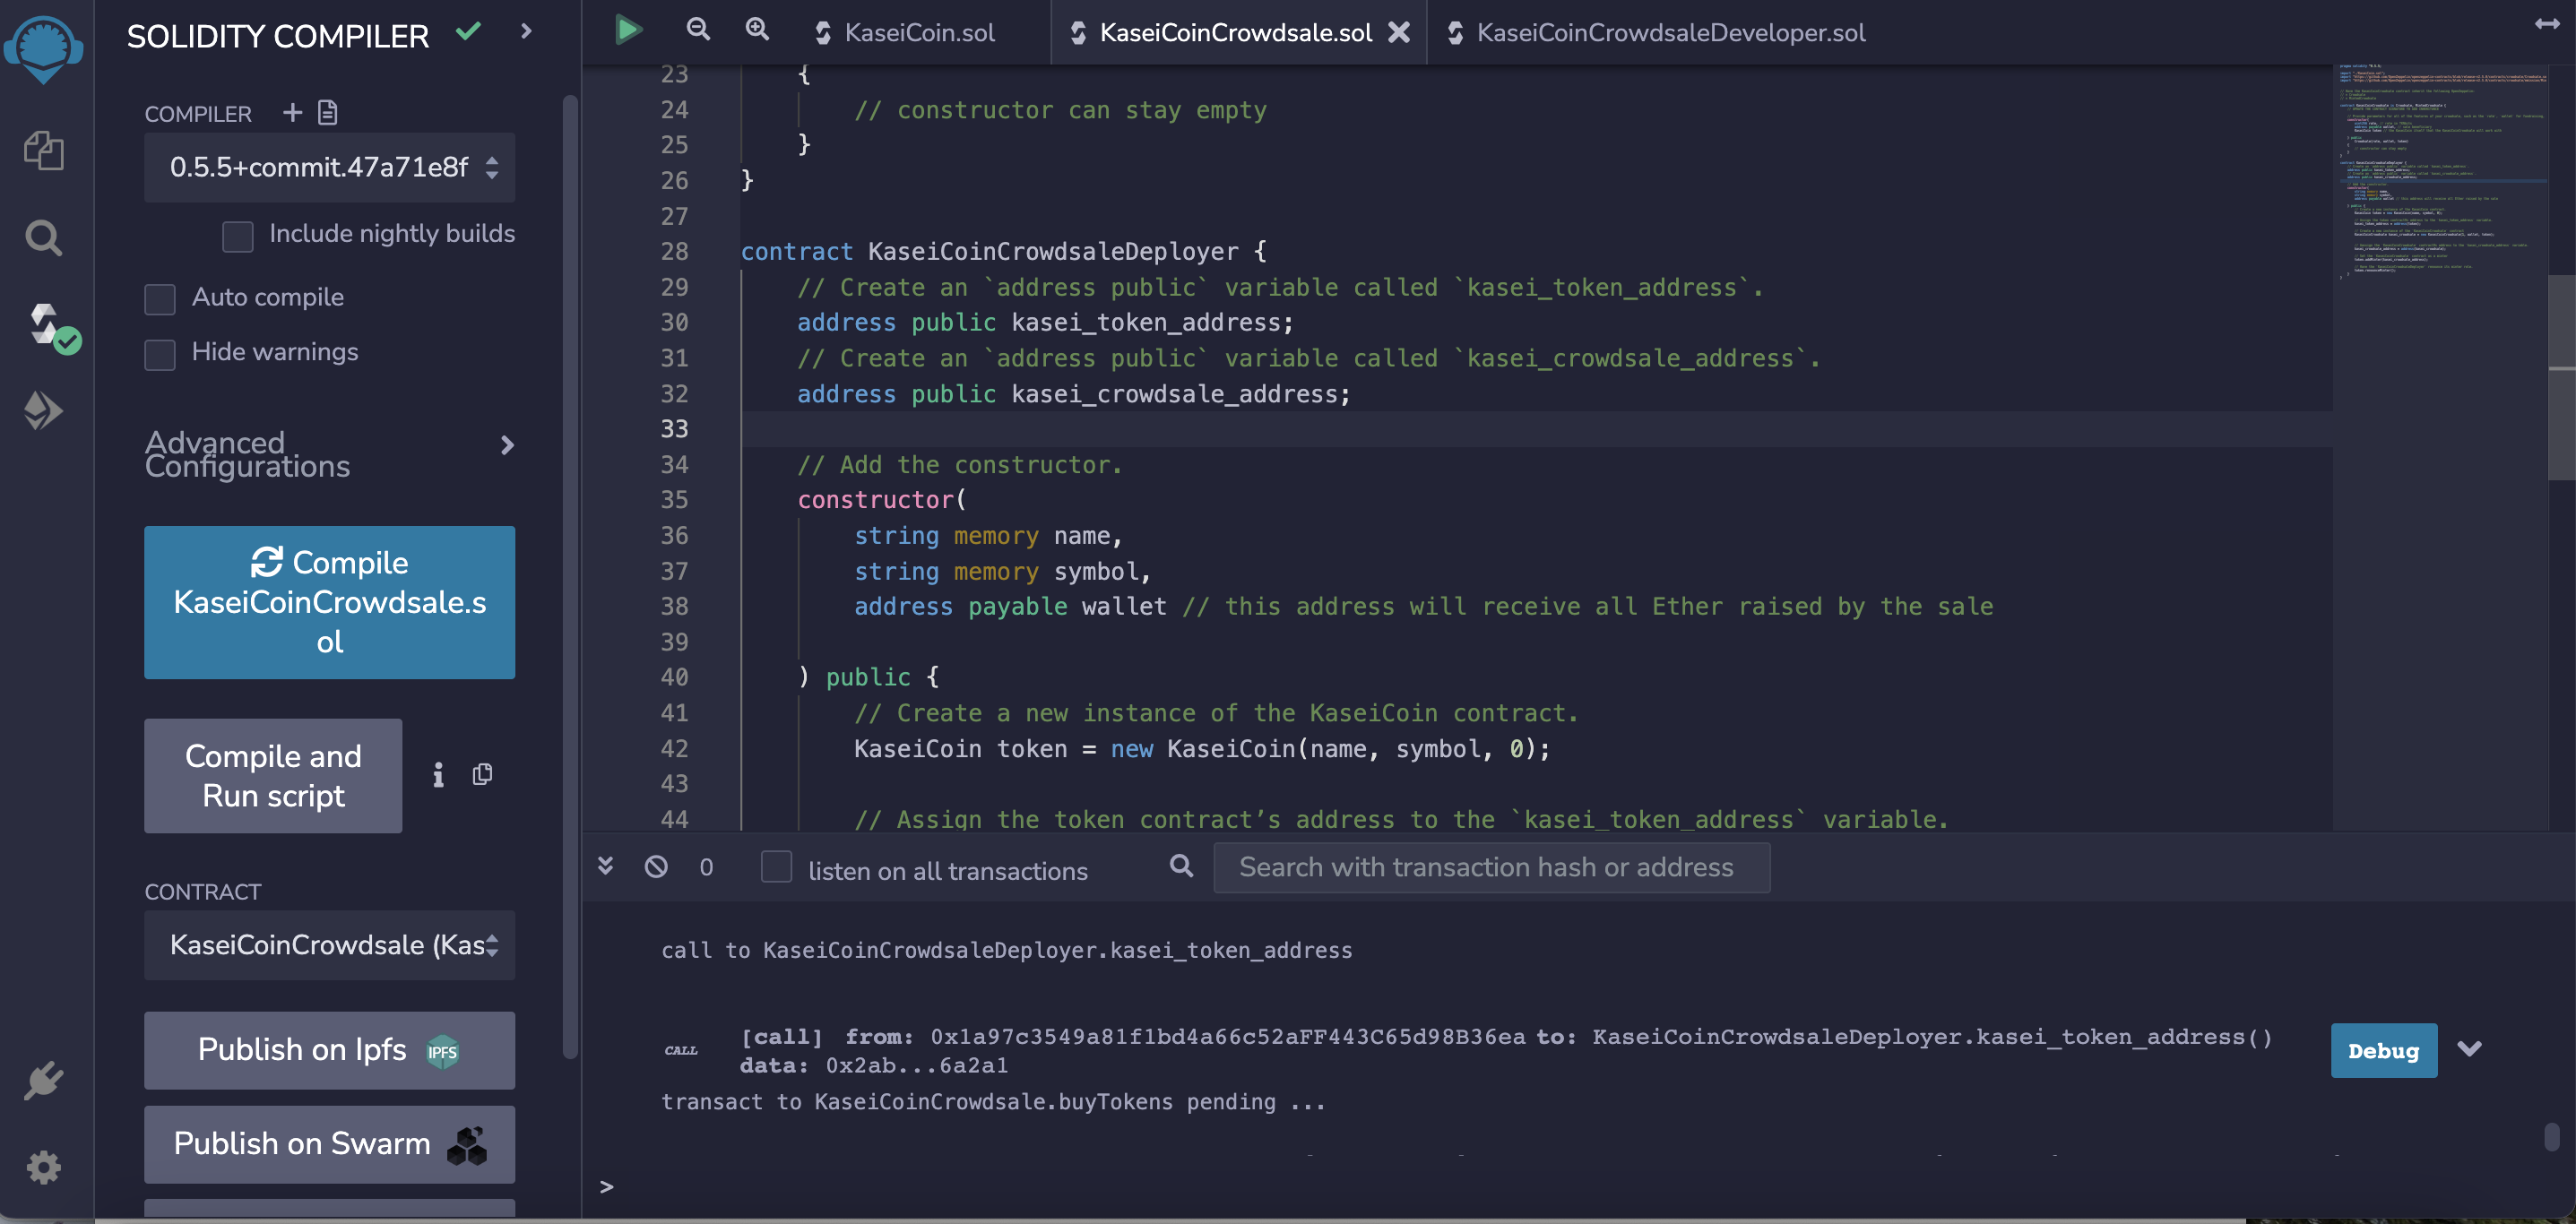 SOLIDITY COMPILER
COMPILER
0.5.5+commit.47a71e8f
Include nightly builds
Auto compile
Hide warnings
Advanced
Configurations
Compile
KaseiCoinCrowdsale.s
ol
Compile and
Run script
CONTRACT
KaseiCoinCrowdsale (Kas
Publish on Ipfs IPFS
Publish on Swarm
KaseiCoin.sol KaseiCoinCrowdsale.sol KaseiCoinCrowdsaleDeveloper.sol
23 {
24 // constructor can stay empty
25 }
26 }
27
28 contract KaseiCoinCrowdsaleDeployer {
29 // Create an `address public` variable called `kasei_token_address`.
30 address public kasei_token_address;
31 // Create an `address public` variable called `kasei_crowdsale_address`.
32 address public kasei_crowdsale_address;
33
34 // Add the constructor.
35 constructor(
36 string memory name,
37 string memory symbol,
38 address payable wallet // this address will receive all Ether raised by the sale
39
40 ) public {
41 // Create a new instance of the KaseiCoin contract.
42 KaseiCoin token = new KaseiCoin(name, symbol, 0);
43
44 // Assign the token contract’s address to the `kasei_token_address` variable.
0 listen on all transactions Search with transaction hash or address
call to KaseiCoinCrowdsaleDeployer.kasei_token_address
CALL [call] from: 0x1a97c3549a81f1bd4a66c52aFF443C65d98B36ea to: KaseiCoinCrowdsaleDeployer.kasei_token_address()
data: 0x2ab...6a2a1
Debug
transact to KaseiCoinCrowdsale.buyTokens pending ...
>